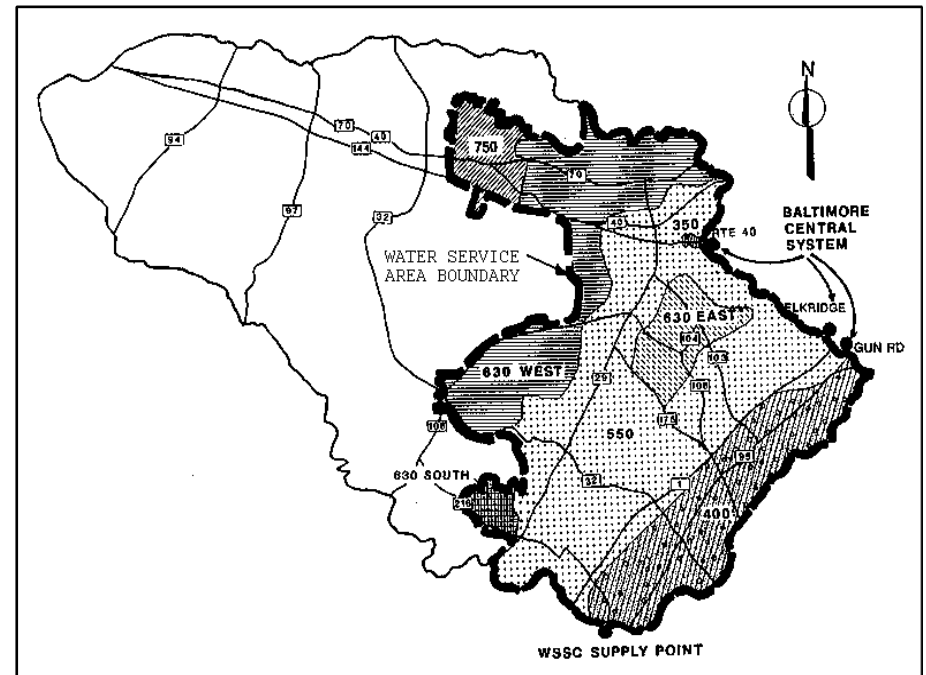 N
70
40
94
144
750
70
97
32
40
350
RTE 40
BALTIMORE
CENTRAL
SYSTEM
WATER SERVICE
AREA BOUNDARY
ELKRIDGE
630 EAST
104
GUN RD
103
630 WEST
29
108
175
108
550
95
630 SOUTH
32
1
216
400
WSSC SUPPLY POINT